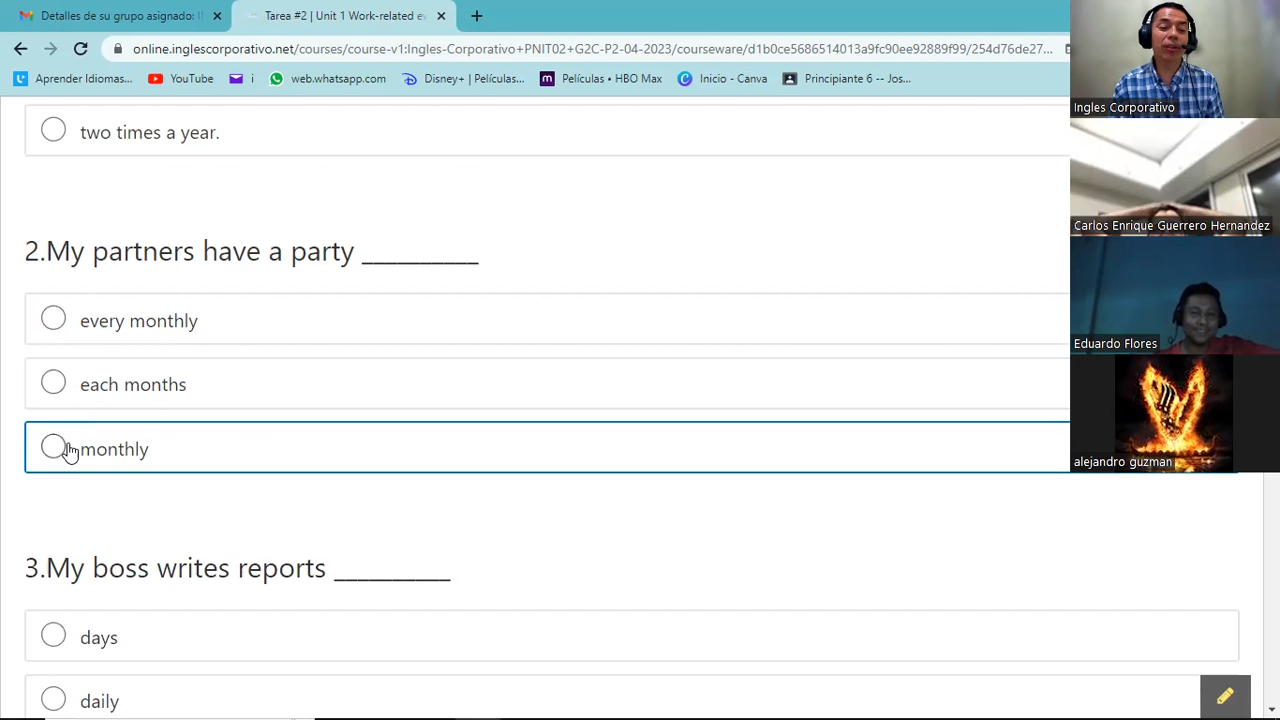 Detalles de su grupo asignado: I
Tarea #2 | Unit 1 Work-related e
online.inglescorporativo.net/courses/course-v1:Ingles-Corporativo+PNIT02+G2C-P2-04-2023/courseware/d1b0ce5686514013a9fc90ee92889f99/254d76de27...
Aprender Idiomas...
YouTube
i
web.whatsapp.com
Disney+ | Películas...
Películas • HBO Max
Inicio - Canva
Principiante 6 -- Jos...
Ingles Corporativo
two times a year.
Carlos Enrique Guerrero Hernandez
2.My partners have a party __________
every monthly
Eduardo Flores
each months
monthly
alejandro guzman
3.My boss writes reports __________
days
daily